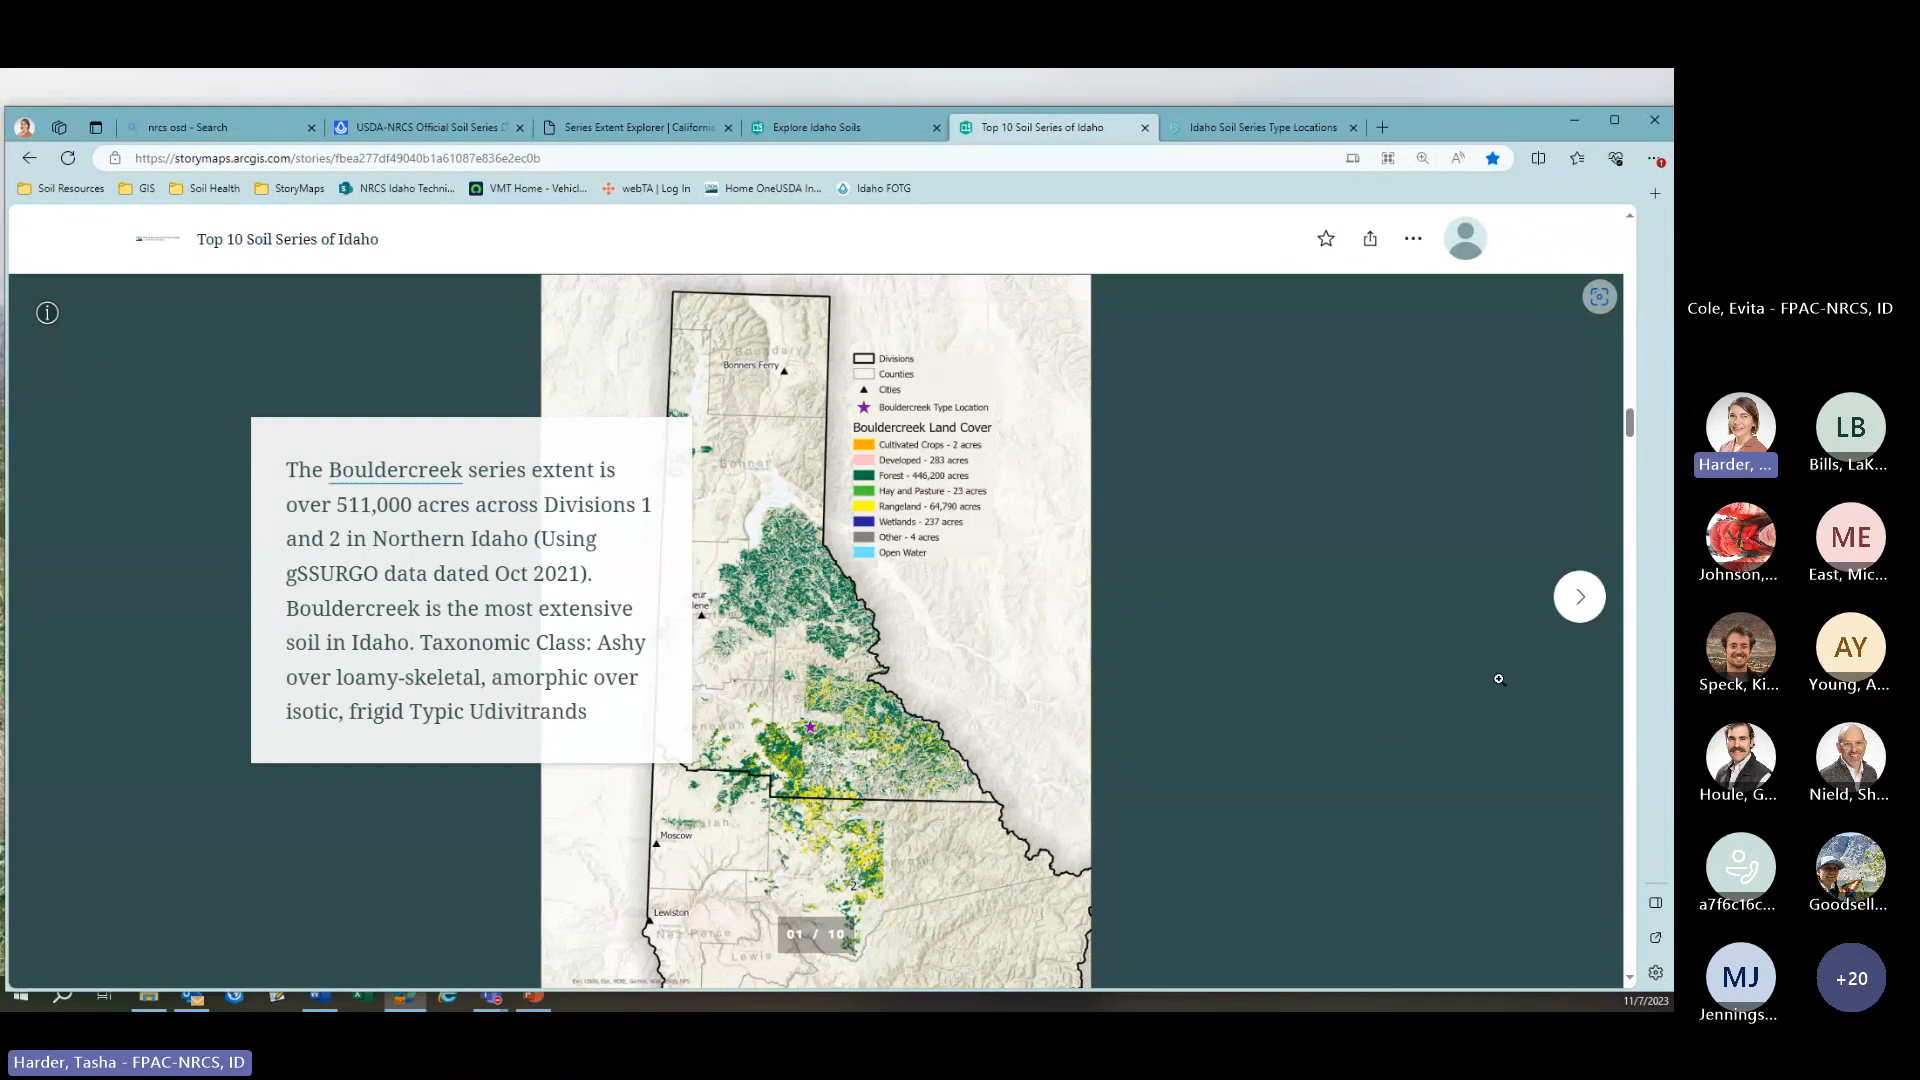 nrcs osd - Search
USDA-NRCS Official Soil Series D
Series Extent Explorer | California
Explore Idaho Soils
Top 10 Soil Series of Idaho
Idaho Soil Series Type Locations
https://storymaps.arcgis.com/stories/fbea277df49040b1a61087e836e2ec0b
Soil Resources
GIS
Soil Health
StoryMaps
NRCS Idaho Techni...
VMT Home - Vehicl...
webTA | Log In
Home OneUSDA In...
Idaho FOTG
Top 10 Soil Series of Idaho
The Bouldercreek series extent is
over 511,000 acres across Divisions 1
and 2 in Northern Idaho (Using
gSSURGO data dated Oct 2021).
Bouldercreek is the most extensive
soil in Idaho. Taxonomic Class: Ashy
over loamy-skeletal, amorphic over
isotic, frigid Typic Udivitrands
Boundary
Bonners Ferry
Bonner
Moscow
Lewiston
Nez Perce
Lewis
2
01 / 10
Divisions
Counties
Cities
Bouldercreek Type Location
Bouldercreek Land Cover
Cultivated Crops - 2 acres
Developed - 283 acres
Forest - 446,200 acres
Hay and Pasture - 23 acres
Rangeland - 64,790 acres
Wetlands - 237 acres
Other - 4 acres
Open Water
11/7/2023
Cole, Evita - FPAC-NRCS, ID
Harder, ...
LB
Bills, LaK...
Johnson,...
ME
East, Mic...
Speck, Ki...
AY
Young, A...
Houle, G...
Nield, Sh...
a7f6c16c...
Goodsell...
MJ
Jennings...
+20
Harder, Tasha - FPAC-NRCS, ID